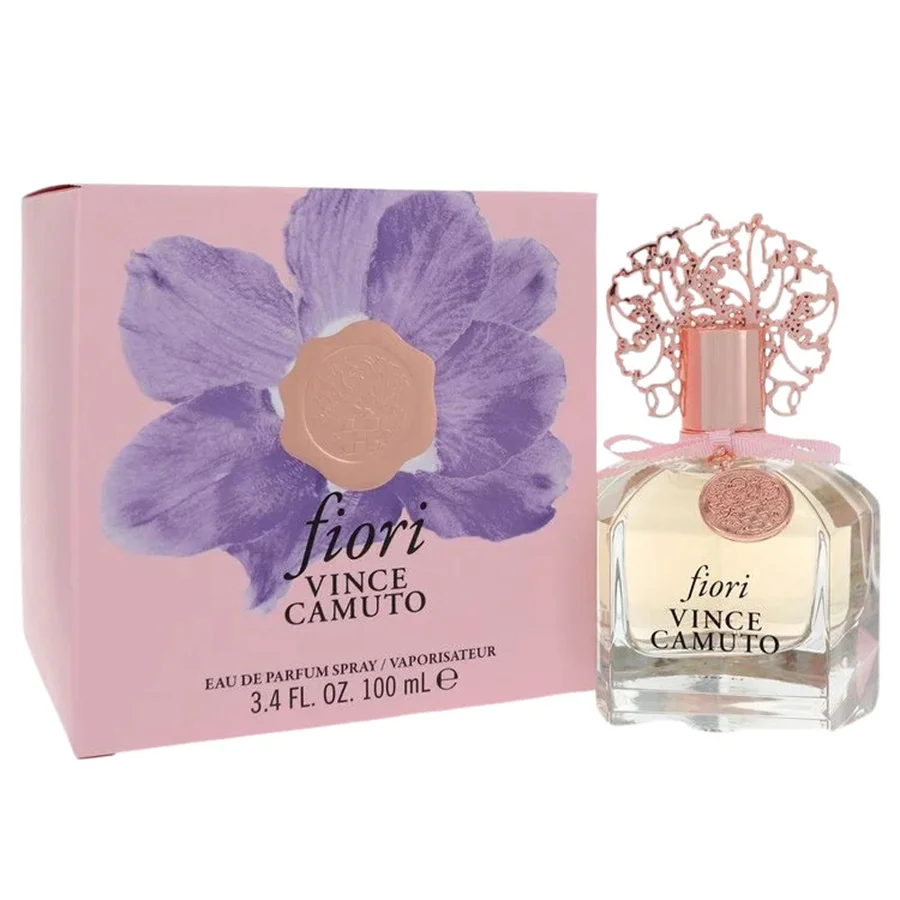 fiori
VINCE
CAMUTO
EAU DE PARFUM SPRAY / VAPORISATEUR
3.4 FL. OZ. 100 mL ℮
fiori
VINCE
CAMUTO